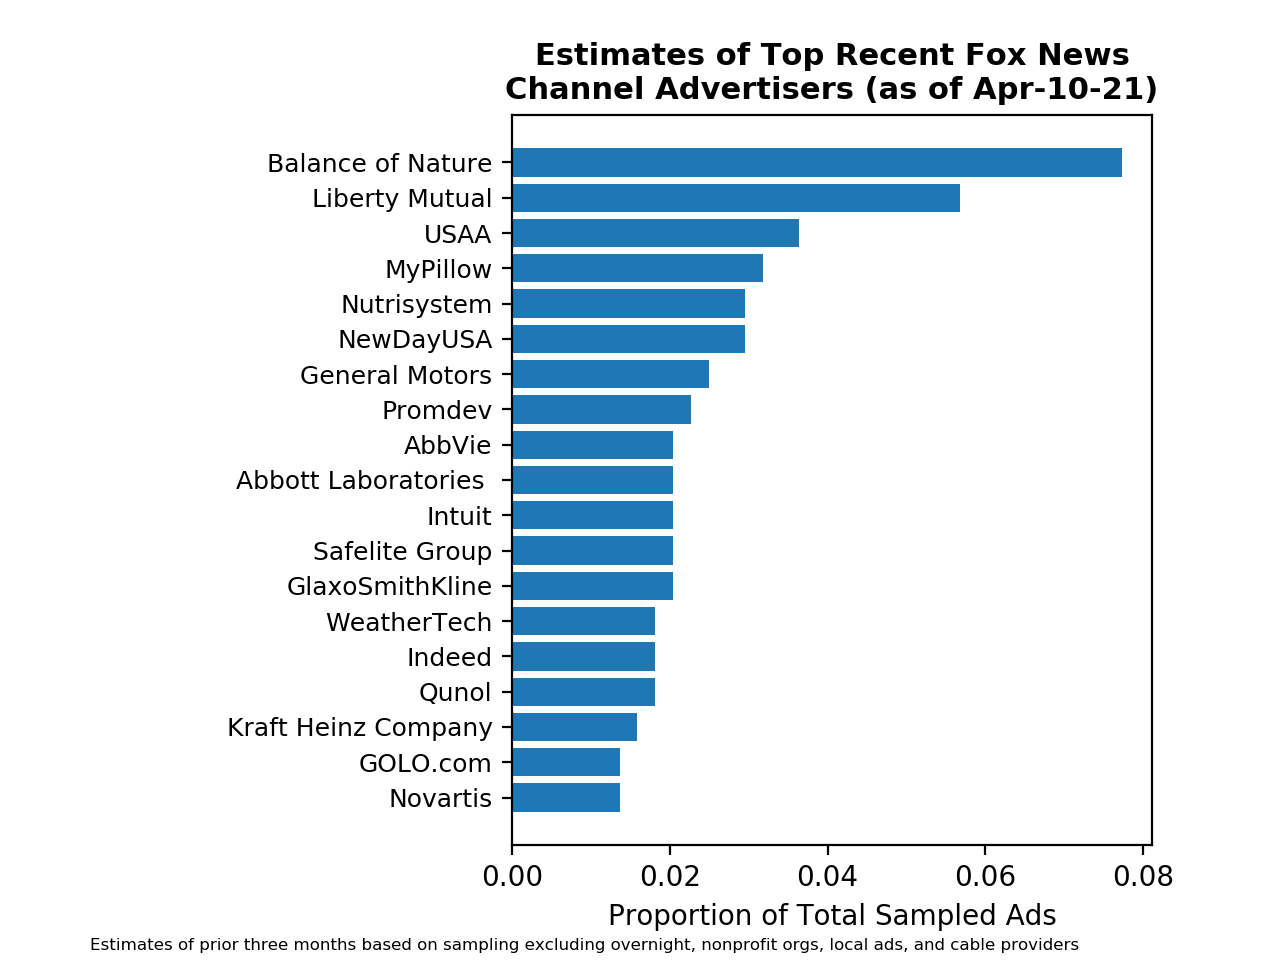 Estimates of Top Recent Fox News
Channel Advertisers (as of Apr-10-21)
Balance of Nature
Liberty Mutual
USAA
MyPillow
Nutrisystem
NewDayUSA
General Motors
Promdev
AbbVie
Abbott Laboratories
Intuit
Safelite Group
GlaxoSmithKline
WeatherTech
Indeed
Qunol
Kraft Heinz Company
GOLO.com
Novartis
0.00 0.02 0.04 0.06 0.08
Proportion of Total Sampled Ads
Estimates of prior three months based on sampling excluding overnight, nonprofit orgs, local ads, and cable providers